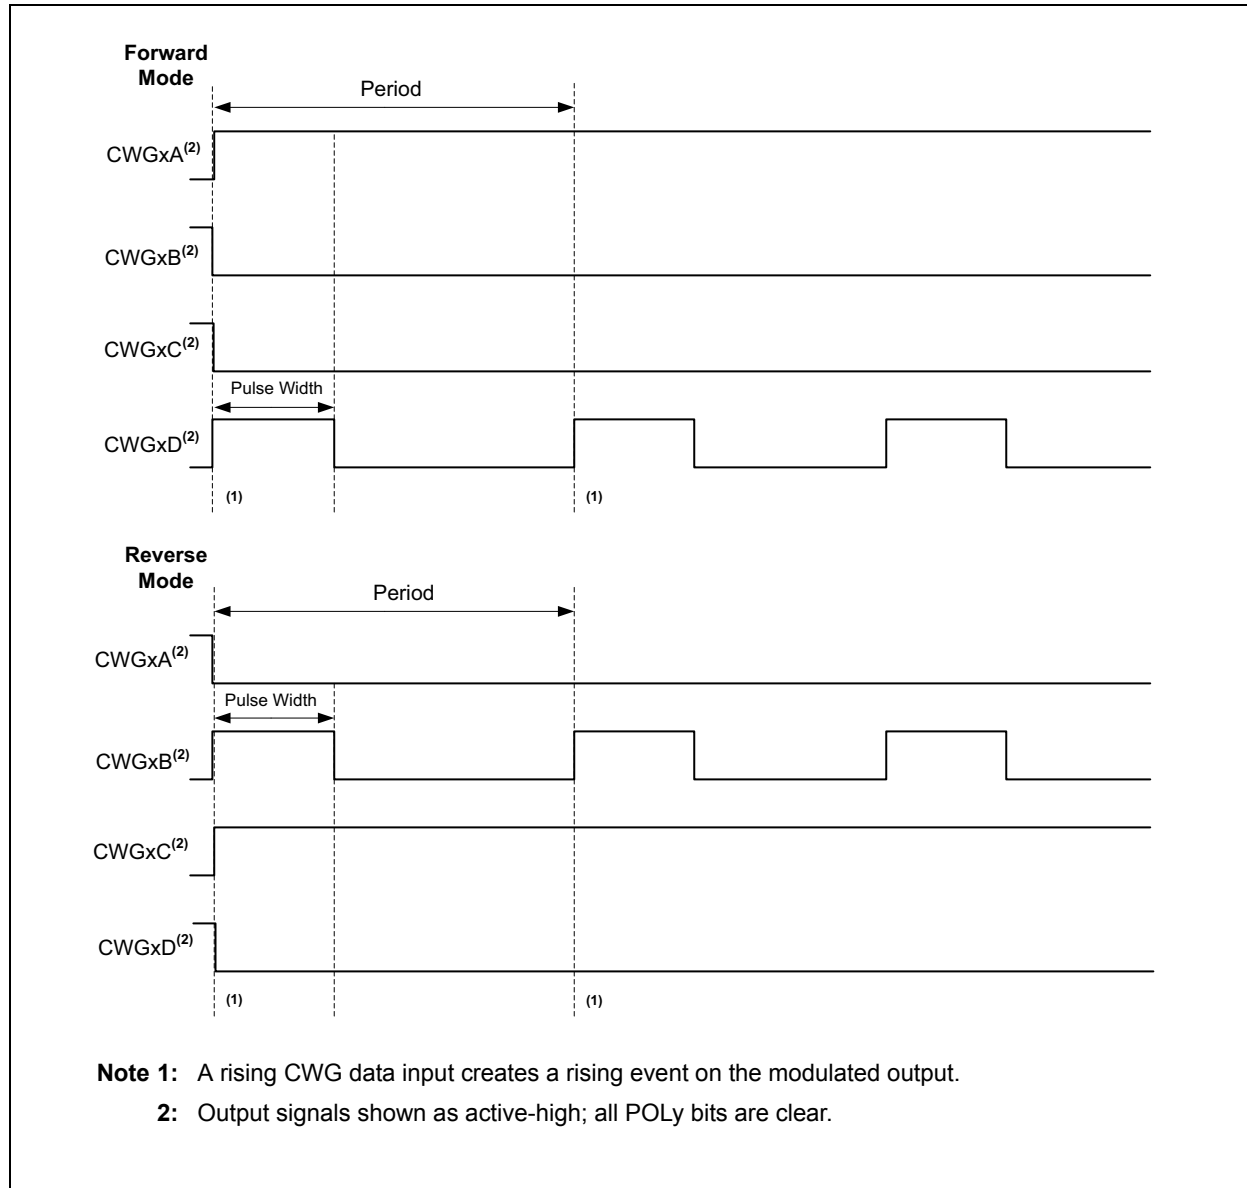 Forward
Mode
Period
CWGxA(2)
CWGxB(2)
CWGxC(2)
Pulse Width
CWGxD(2)
(1)
(1)
Reverse
Mode
Period
CWGxA(2)
Pulse Width
CWGxB(2)
CWGxC(2)
CWGxD(2)
(1)
(1)
Note 1: A rising CWG data input creates a rising event on the modulated output.
2: Output signals shown as active-high; all POLy bits are clear.